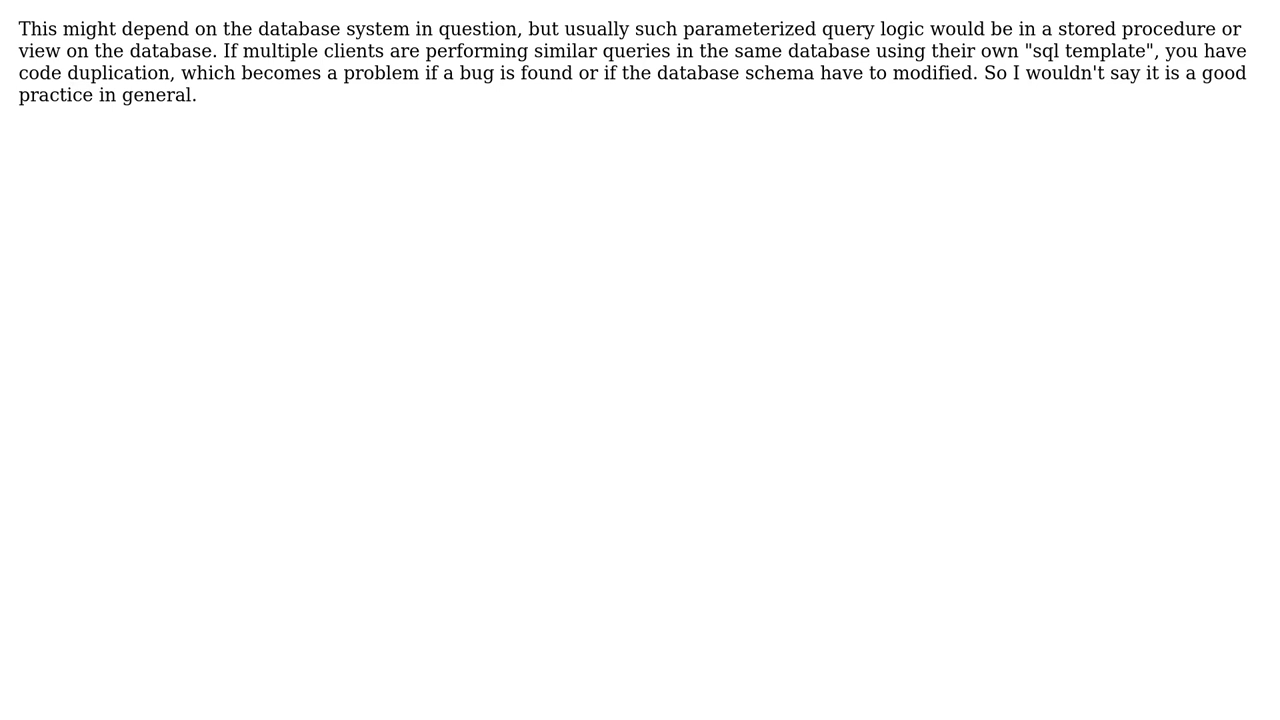 This might depend on the database system in question, but usually such parameterized query logic would be in a stored procedure or
view on the database. If multiple clients are performing similar queries in the same database using their own "sql template", you have
code duplication, which becomes a problem if a bug is found or if the database schema have to modified. So I wouldn't say it is a good
practice in general.